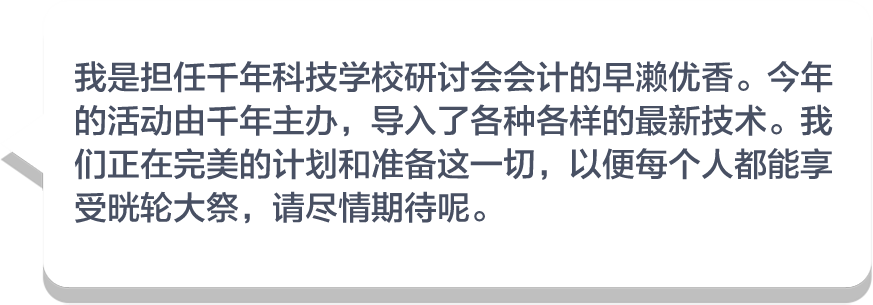 我是担任千年科技学校研讨会会计的早濑优香。今年
的活动由千年主办，导入了各种各样的最新技术。我
们正在完美的计划和准备这一切，以便每个人都能享
受晄轮大祭，请尽情期待呢。